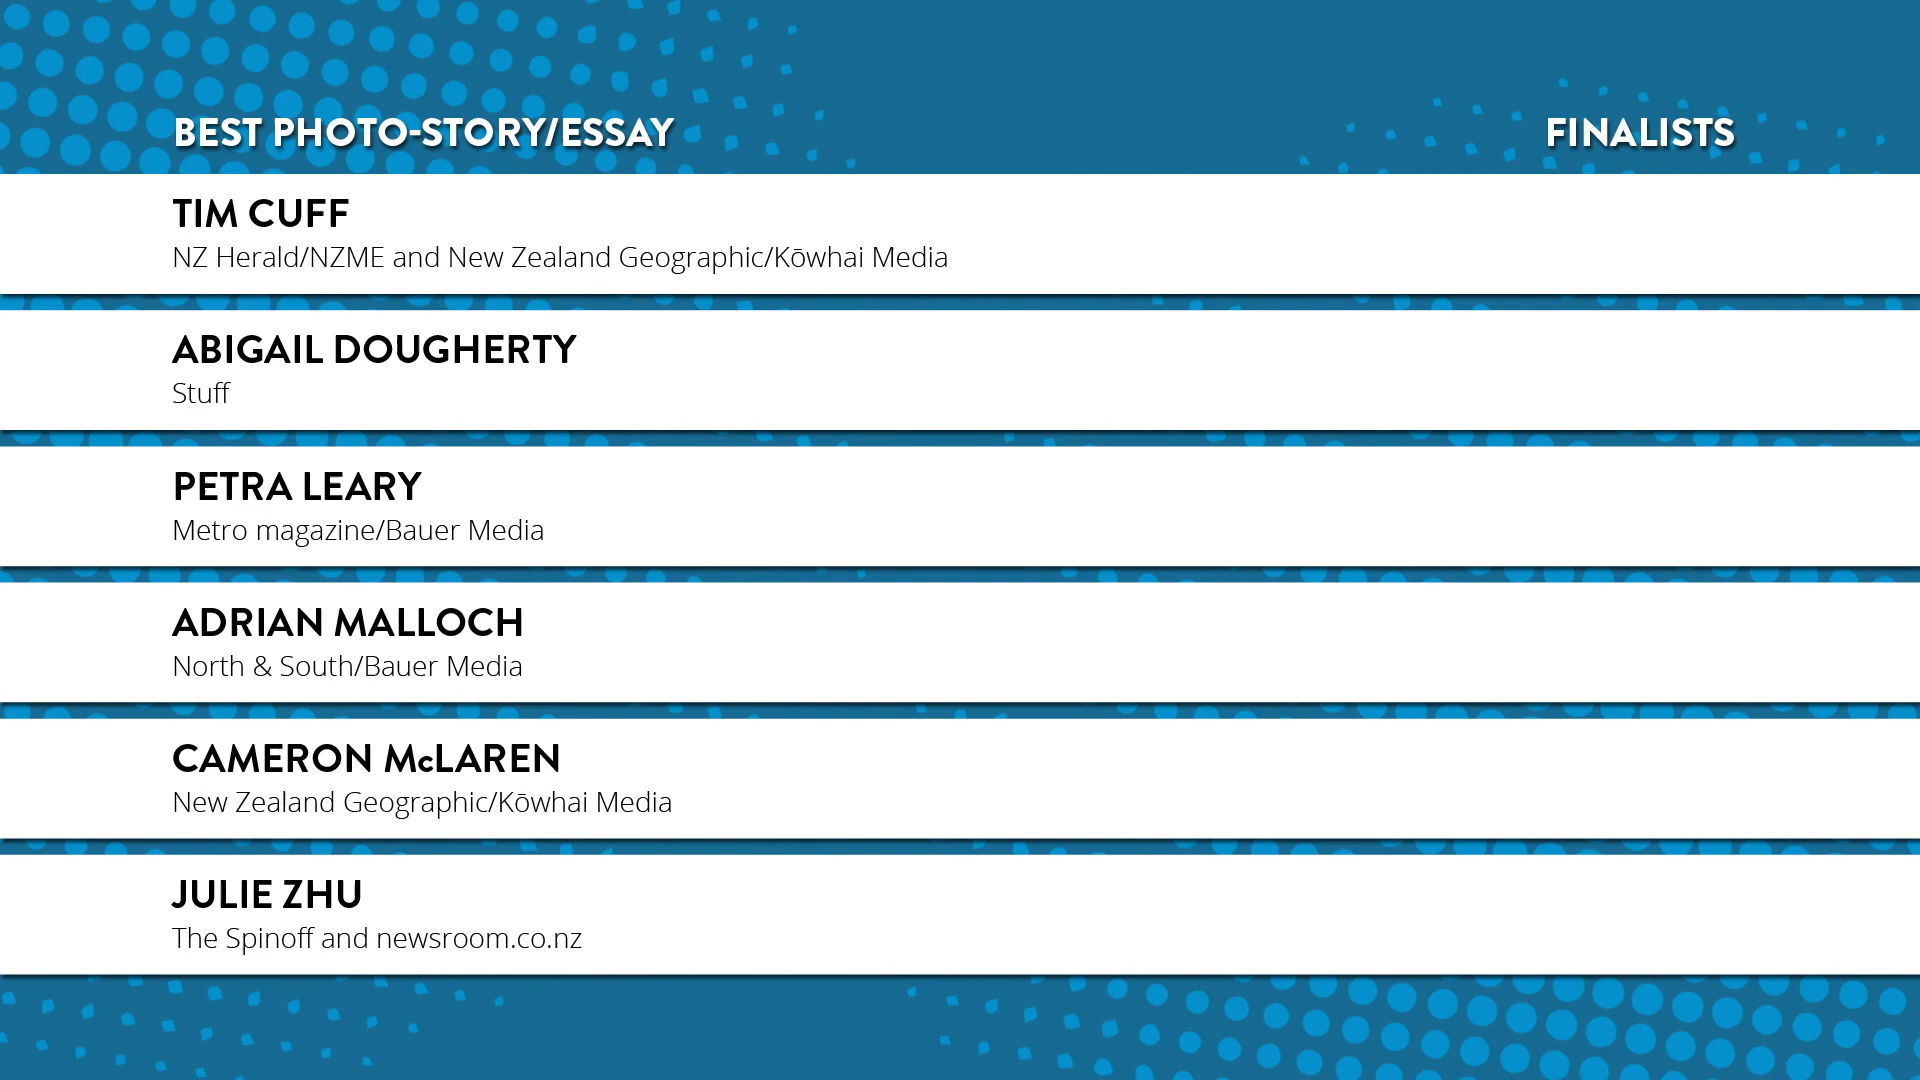 BEST PHOTO-STORY/ESSAY
FINALISTS
TIM CUFF
NZ Herald/NZME and New Zealand Geographic/Kōwhai Media
ABIGAIL DOUGHERTY
Stuff
PETRA LEARY
Metro magazine/Bauer Media
ADRIAN MALLOCH
North & South/Bauer Media
CAMERON McLAREN
New Zealand Geographic/Kōwhai Media
JULIE ZHU
The Spinoff and newsroom.co.nz